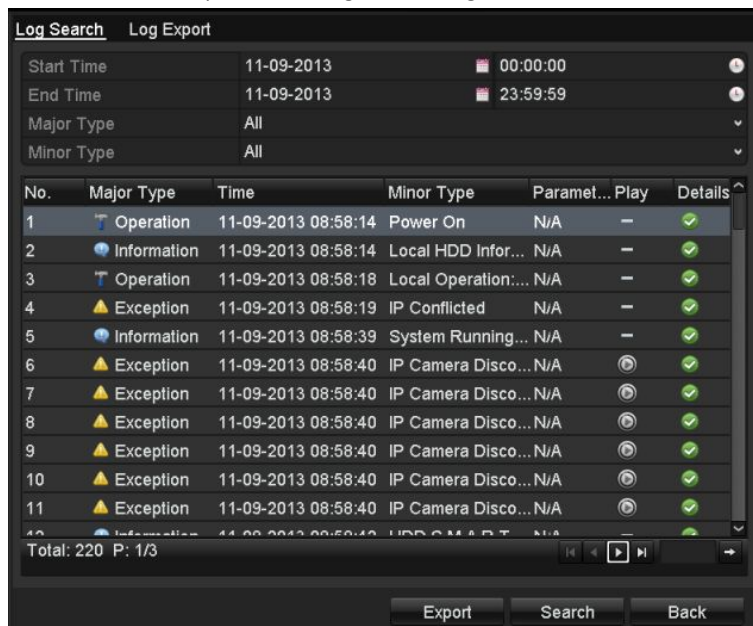 Log Search Log Export
Start Time 11-09-2013 00:00:00
End Time 11-09-2013 23:59:59
Major Type All
Minor Type All
No. Major Type Time Minor Type Paramet... Play Details
1 Operation 11-09-2013 08:58:14 Power On N/A –
2 Information 11-09-2013 08:58:14 Local HDD Infor... N/A –
3 Operation 11-09-2013 08:58:18 Local Operation:... N/A –
4 Exception 11-09-2013 08:58:19 IP Conflicted N/A –
5 Information 11-09-2013 08:58:39 System Running... N/A –
6 Exception 11-09-2013 08:58:40 IP Camera Disco... N/A
7 Exception 11-09-2013 08:58:40 IP Camera Disco... N/A
8 Exception 11-09-2013 08:58:40 IP Camera Disco... N/A
9 Exception 11-09-2013 08:58:40 IP Camera Disco... N/A
10 Exception 11-09-2013 08:58:40 IP Camera Disco... N/A
11 Exception 11-09-2013 08:58:40 IP Camera Disco... N/A
Total: 220 P: 1/3
Export Search Back